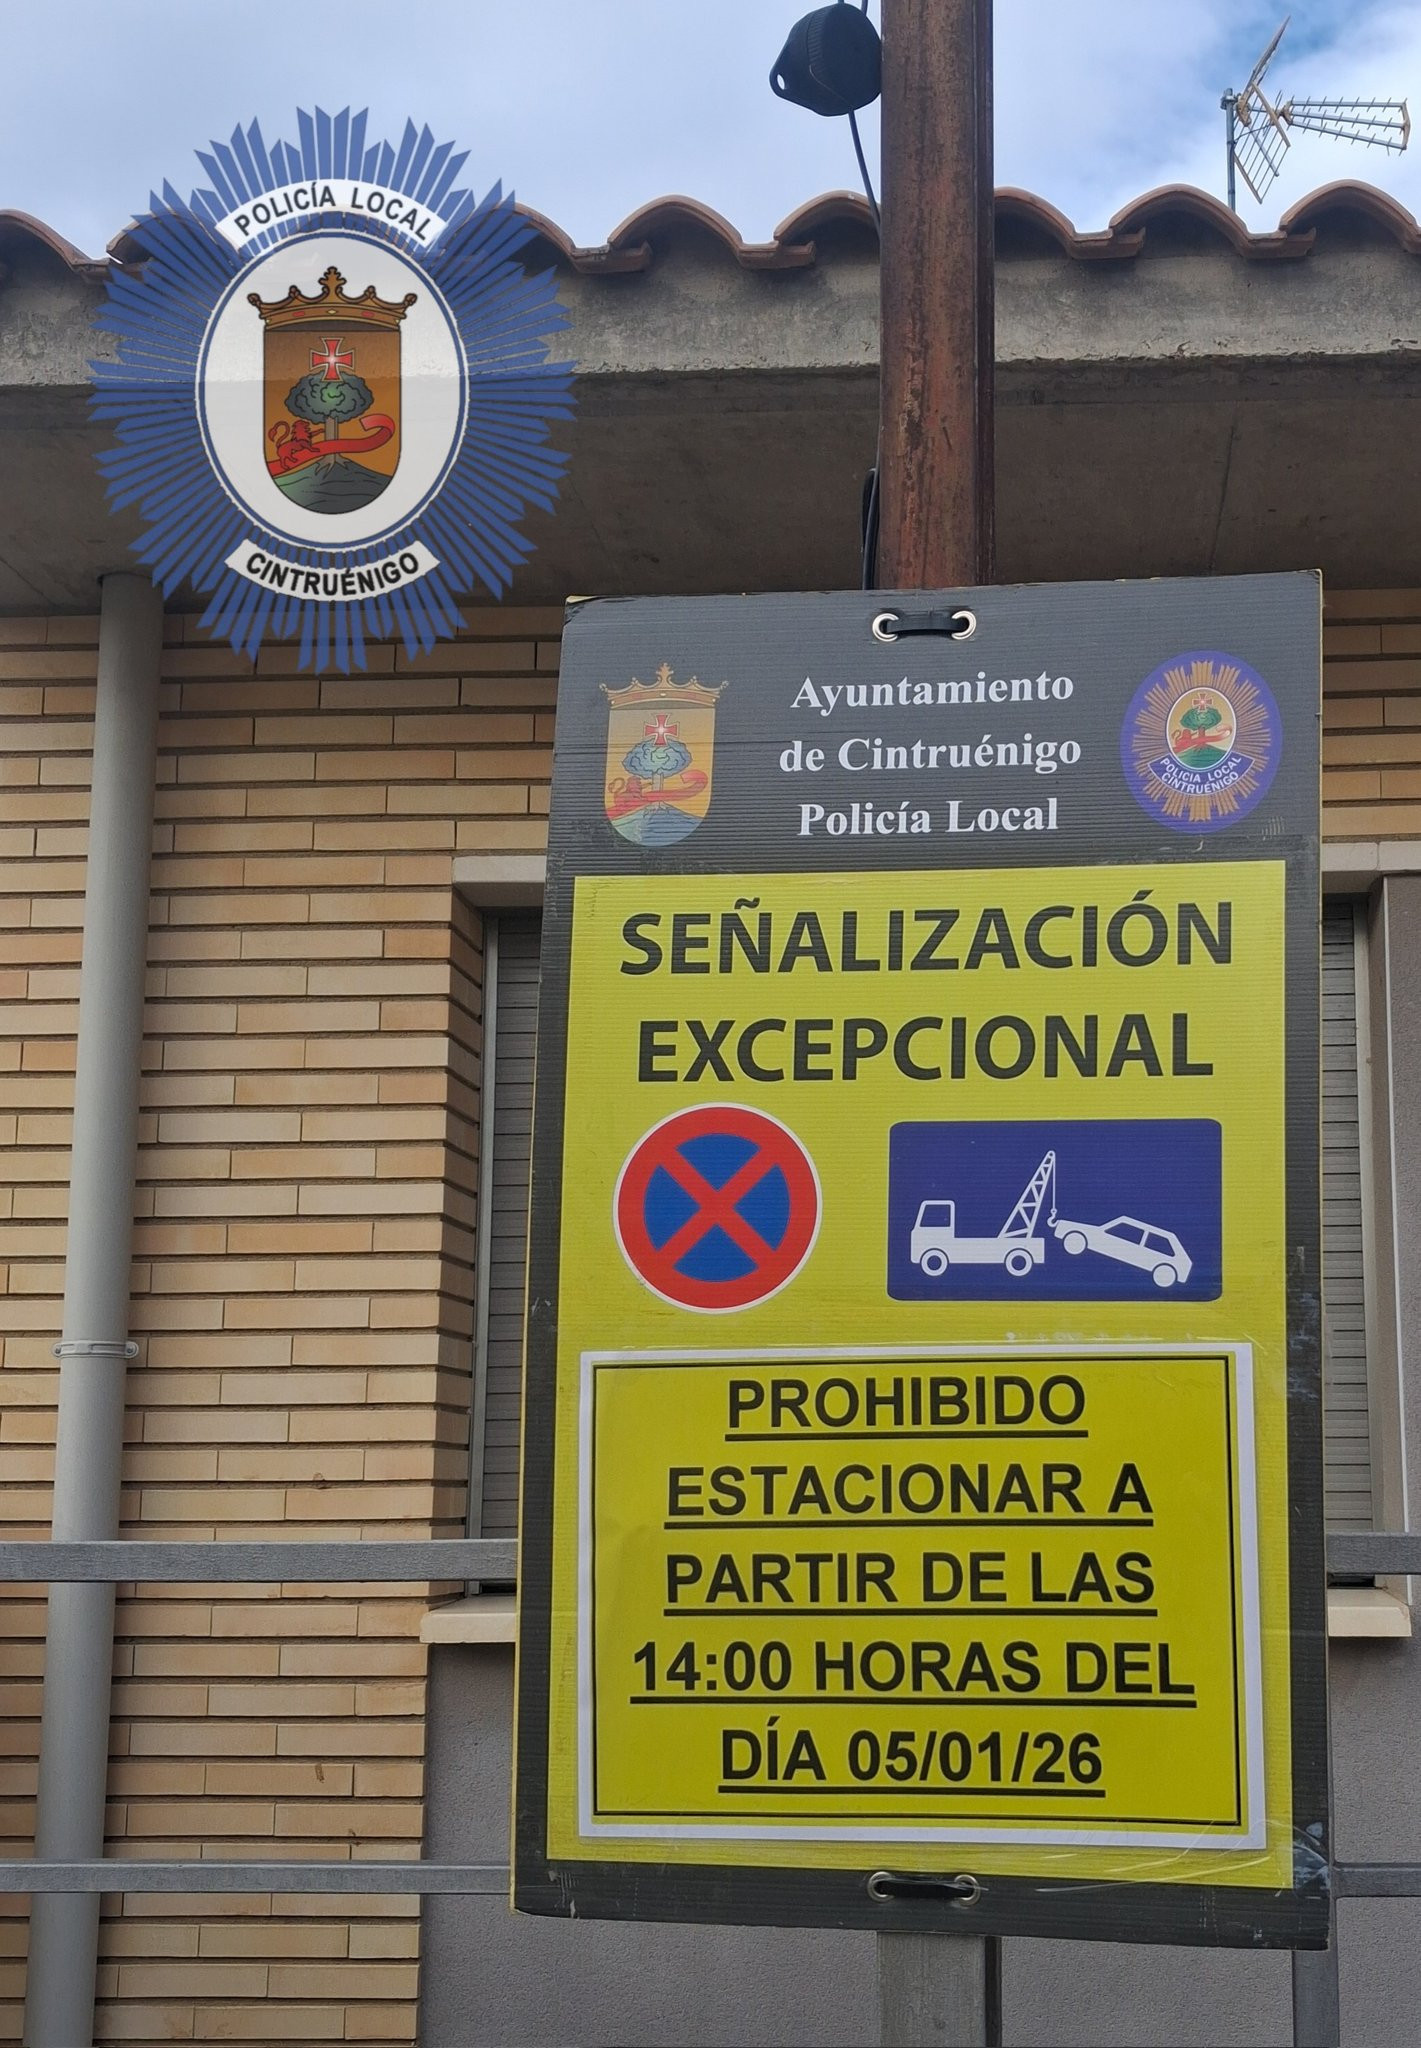 POLICÍA LOCAL
CINTRUÉNIGO
Ayuntamiento
de Cintruénigo
Policía Local
POLICIA LOCAL
CINTRUÉNIGO
SEÑALIZACIÓN
EXCEPCIONAL
PROHIBIDO
ESTACIONAR A
PARTIR DE LAS
14:00 HORAS DEL
DÍA 05/01/26